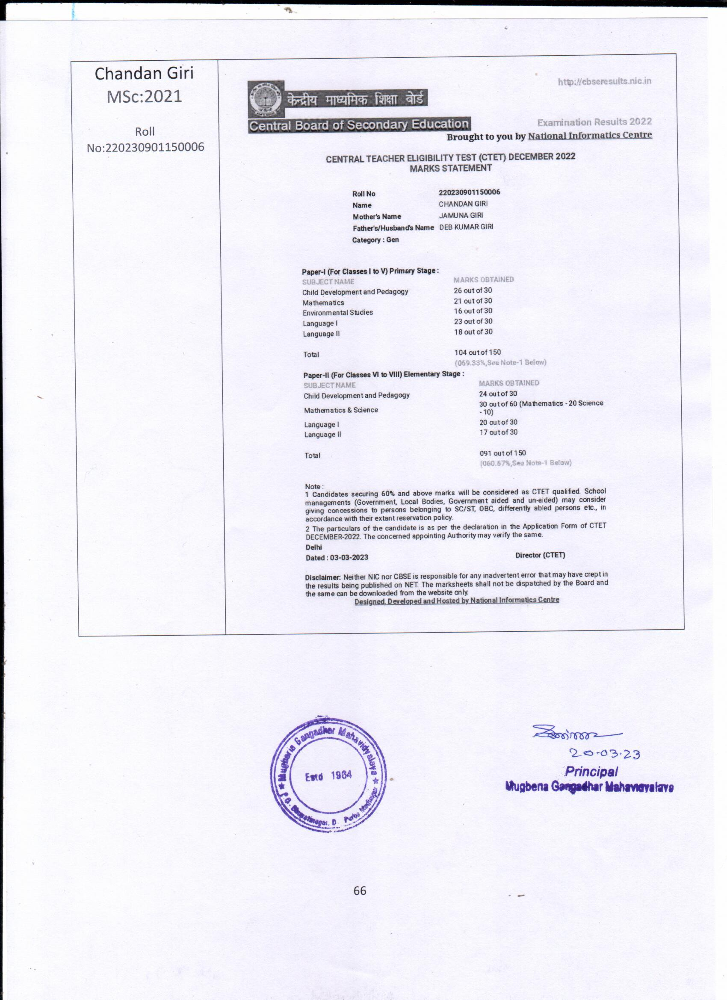 Chandan Giri
MSc:2021
Roll
No:220230901150006
http://cbseresults.nic.in
केन्द्रीय माध्यमिक शिक्षा बोर्ड
Central Board of Secondary Education
Examination Results 2022
Brought to you by National Informatics Centre
CENTRAL TEACHER ELIGIBILITY TEST (CTET) DECEMBER 2022
MARKS STATEMENT
Roll No 220230901150006
Name CHANDAN GIRI
Mother's Name JAMUNA GIRI
Father's/Husband's Name DEB KUMAR GIRI
Category : Gen
Paper-I (For Classes I to V) Primary Stage :
SUBJECT NAME MARKS OBTAINED
Child Development and Pedagogy 26 out of 30
Mathematics 21 out of 30
Environmental Studies 16 out of 30
Language I 23 out of 30
Language II 18 out of 30
Total 104 out of 150
(069.33%,See Note-1 Below)
Paper-II (For Classes VI to VIII) Elementary Stage :
SUBJECT NAME MARKS OBTAINED
Child Development and Pedagogy 24 out of 30
Mathematics & Science 30 out of 60 (Mathematics - 20 Science
- 10)
Language I 20 out of 30
Language II 17 out of 30
Total 091 out of 150
(060.67%,See Note-1 Below)
Note :
1 Candidates securing 60% and above marks will be considered as CTET qualified. School
managements (Government, Local Bodies, Government aided and un-aided) may consider
giving concessions to persons belonging to SC/ST, OBC, differently abled persons etc., in
accordance with their extant reservation policy.
2 The particulars of the candidate is as per the declaration in the Application Form of CTET
DECEMBER-2022. The concerned appointing Authority may verify the same.
Delhi
Dated : 03-03-2023 Director (CTET)
Disclaimer: Neither NIC nor CBSE is responsible for any inadvertent error that may have crept in
the results being published on NET. The marksheets shall not be dispatched by the Board and
the same can be downloaded from the website only.
Designed, Developed and Hosted by National Informatics Centre
Mugberia Gangadhar Mahavidyalaya
Estd 1964
P.O. Bhupatinagar, D. Purba Medinipur
20.03.23
Principal
Mugberia Gangadhar Mahavidyalaya
66